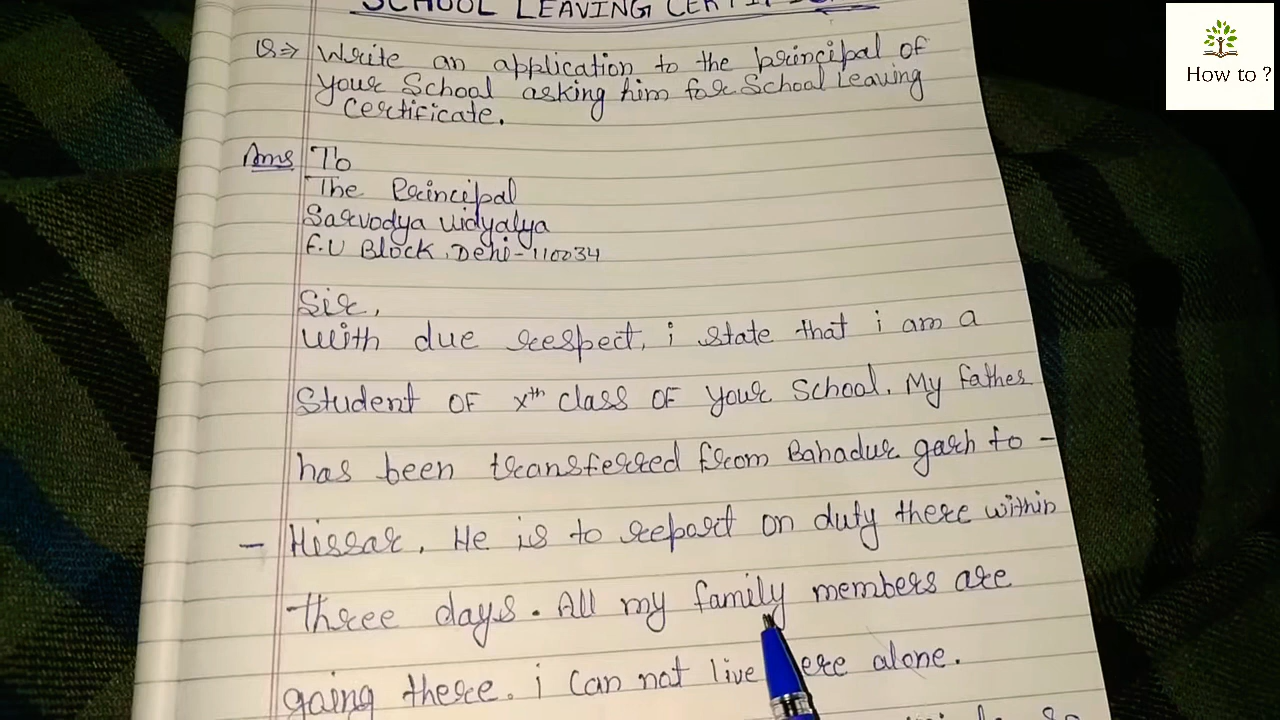 SCHOOL LEAVING
How to ?
Q⇒ Write an application to the principal of
your School asking him for School Leaving
Certificate.
Ans To
The Principal
Sarvodya vidyalya
F.U Block, Dehi-110034
Sir,
With due respect, i state that i am a
Student OF xth class OF your School. My father
has been transferred from Bahadur garh to -
- Hissar. He is to report on duty there within
three days. All my family members are
going there. i can not live here alone.